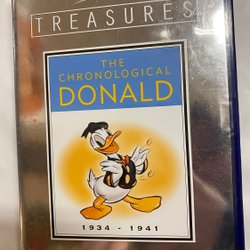 TREASURES
THE
CHRONOLOGICAL
DONALD
1934 - 1941